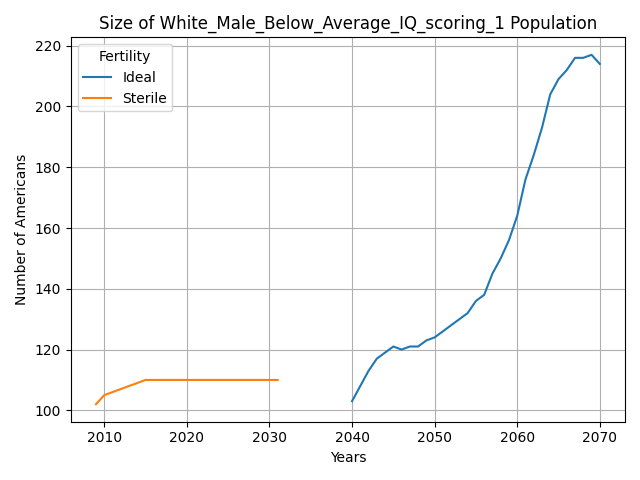 Size of White_Male_Below_Average_IQ_scoring_1 Population
Fertility
Ideal
Sterile
Number of Americans
220
200
180
160
140
120
100
2010 2020 2030 2040 2050 2060 2070
Years